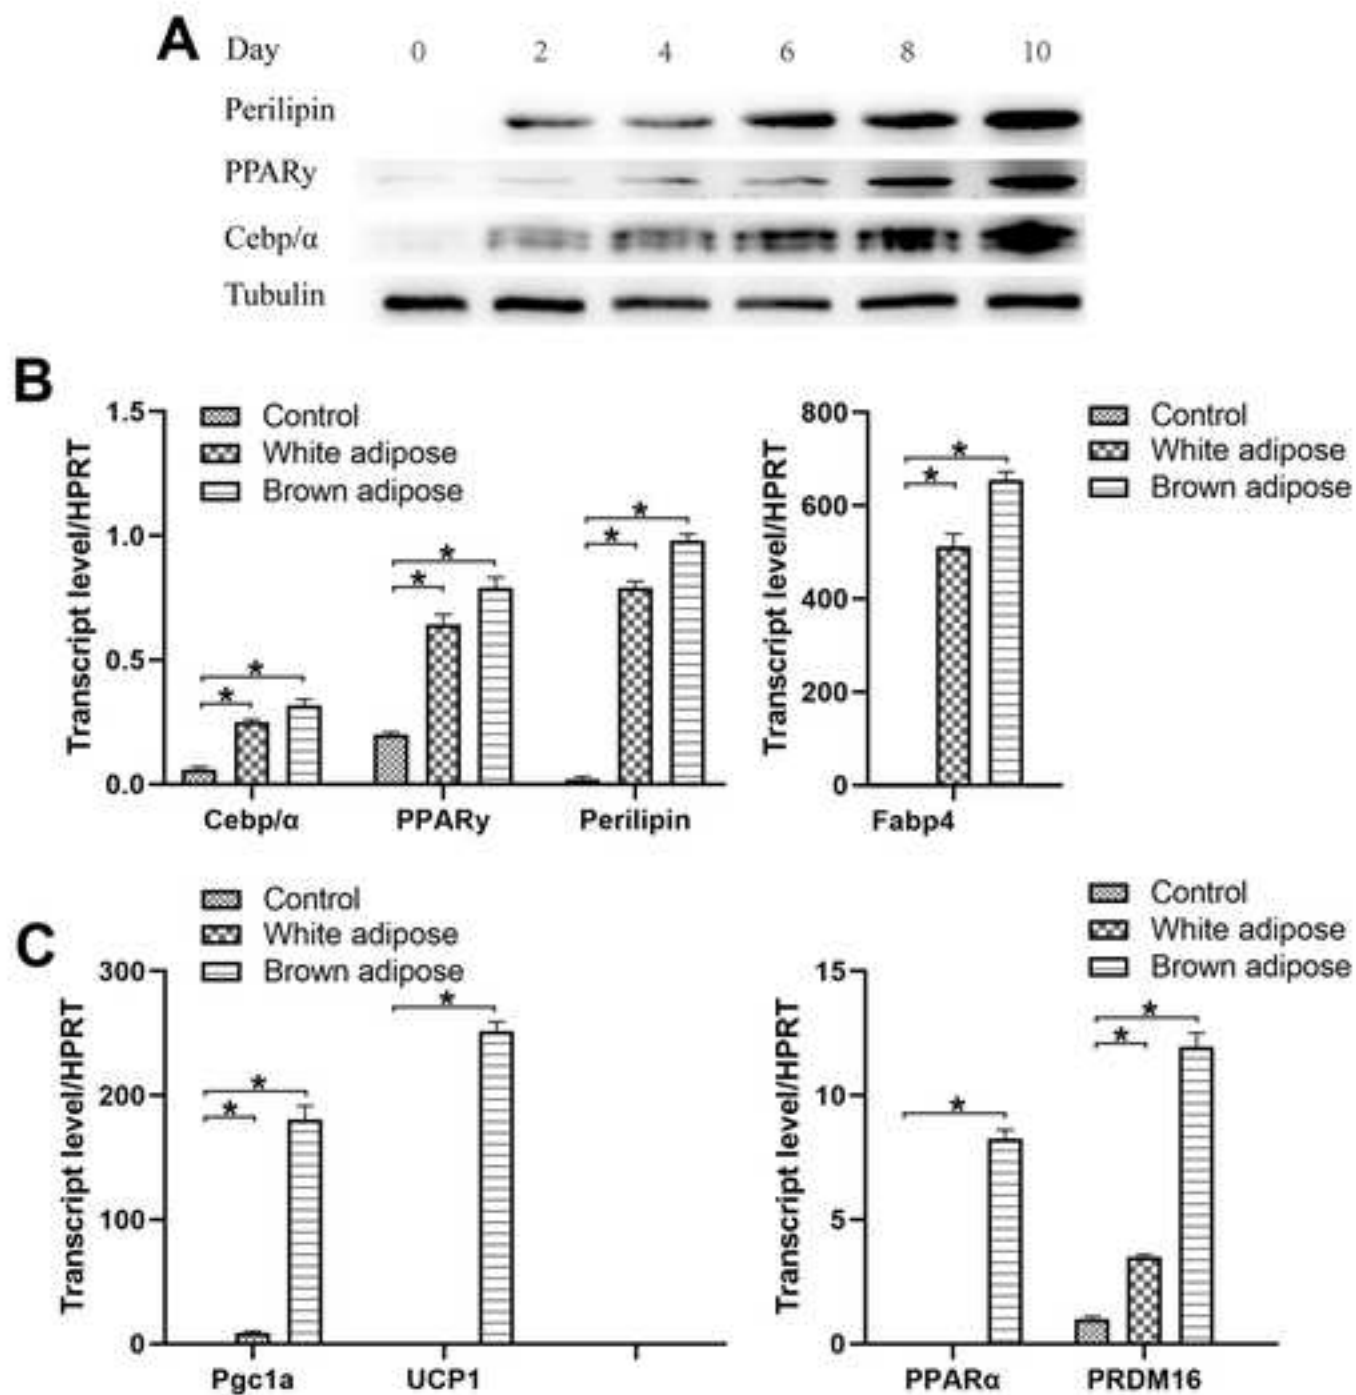 A Day 0 2 4 6 8 10
Perilipin
PPARy
Cebp/α
Tubulin
B
Transcript level/HPRT
1.5
1.0
0.5
0.0
Control
White adipose
Brown adipose
* * * * * *
Cebp/α PPARy Perilipin
Transcript level/HPRT
800
600
400
200
0
* *
Fabp4
Control
White adipose
Brown adipose
C
Transcript level/HPRT
300
200
100
0
Control
White adipose
Brown adipose
* * *
Pgc1a UCP1
Transcript level/HPRT
15
10
5
0
Control
White adipose
Brown adipose
* * *
PPARα PRDM16